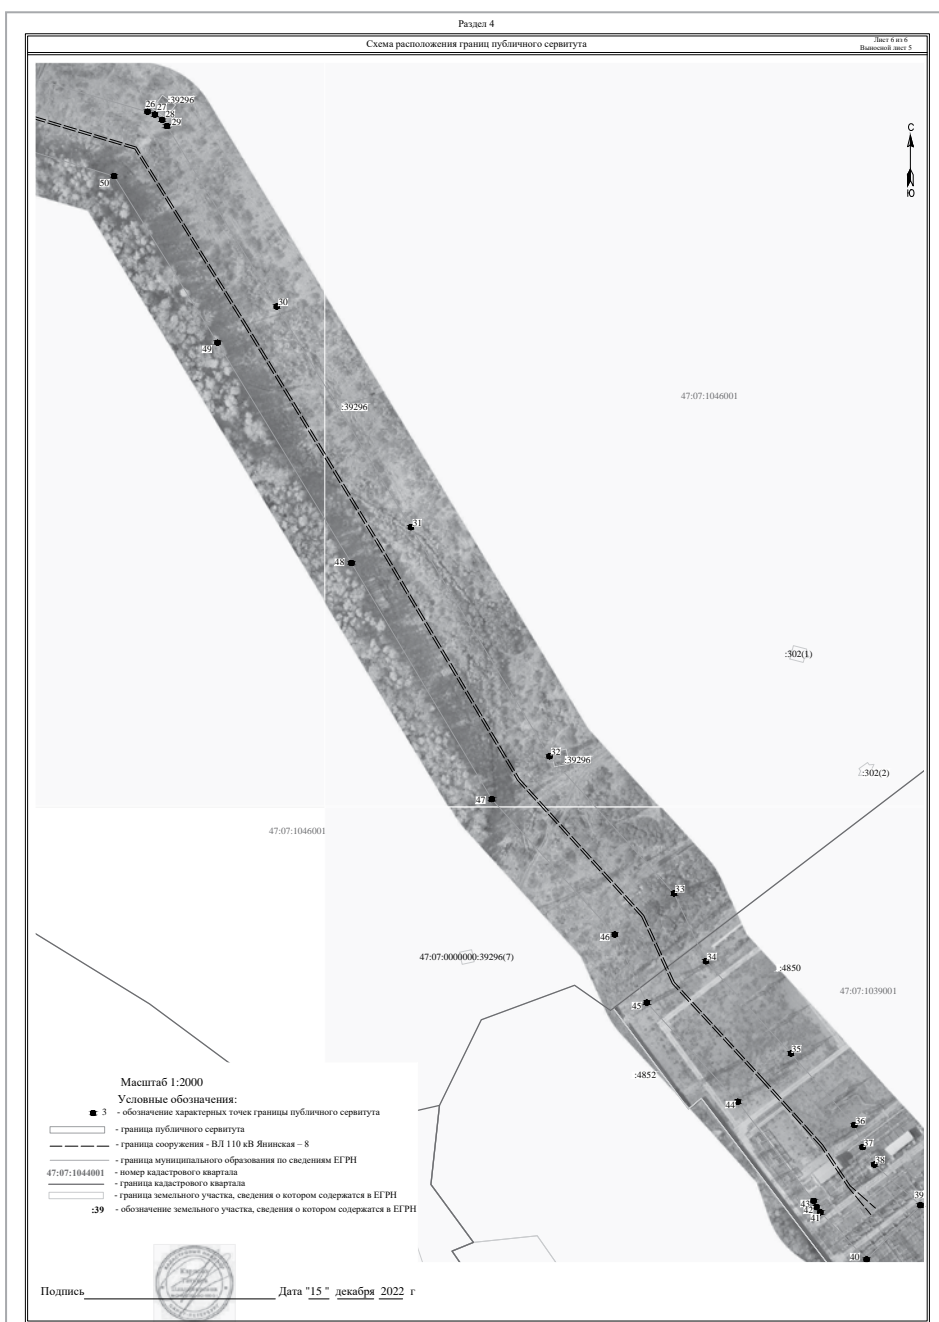 Раздел 4
Схема расположения границ публичного сервитута
Лист 6 из 6
Выносной лист 5
26
:39296
27
28
29
С
Ю
50
30
49
47:07:1046001
:39296
31
48
:302(1)
32
:39296
:302(2)
47
47:07:1046001
33
46
47:07:0000000:39296(7)
34
:4850
47:07:1039001
45
35
:4852
44
36
37
38
39
43
42
41
40
Масштаб 1:2000
Условные обозначения:
3 - обозначение характерных точек границы публичного сервитута
- граница публичного сервитута
- граница сооружения - ВЛ 110 кВ Янинская – 8
- граница муниципального образования по сведениям ЕГРН
47:07:1044001 - номер кадастрового квартала
- граница кадастрового квартала
- граница земельного участка, сведения о котором содержатся в ЕГРН
:39 - обозначение земельного участка, сведения о котором содержатся в ЕГРН
Подпись Дата "15 " декабря 2022 г